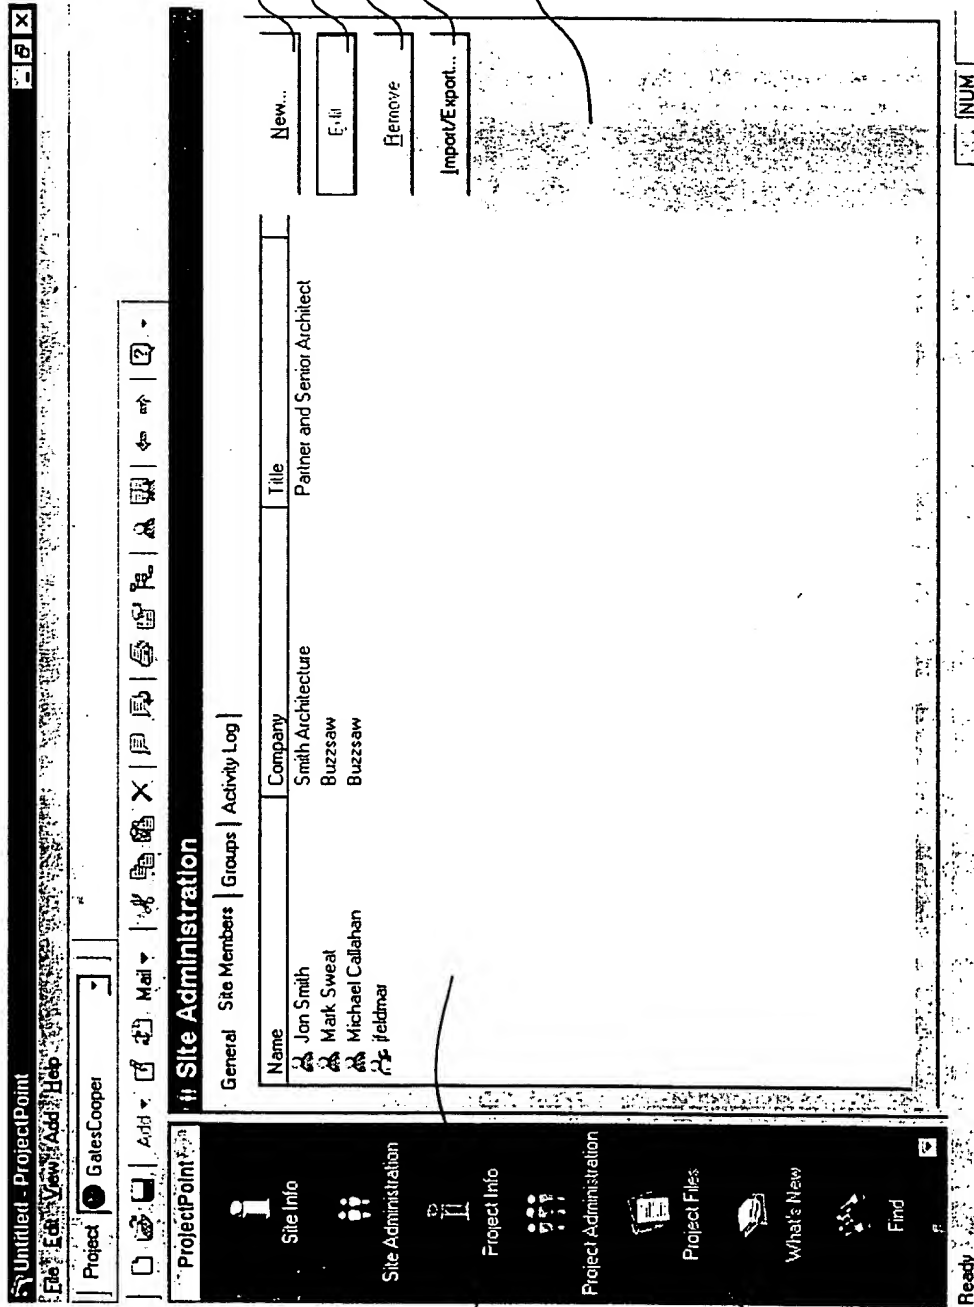 Untitled - ProjectPoint
File Edit View Add Help
Project GatesCooper
Add Mail
ProjectPoint
Site Info
Site Administration
Project Info
Project Administration
Project Files
What's New
Find
Site Administration
General Site Members Groups Activity Log
Name Company Title
Jon Smith Smith Architecture Partner and Senior Architect
Mark Sweat Buzzsaw
Michael Callahan Buzzsaw
jfeldmar
New...
Edit
Remove
Import/Export...
Ready NUM